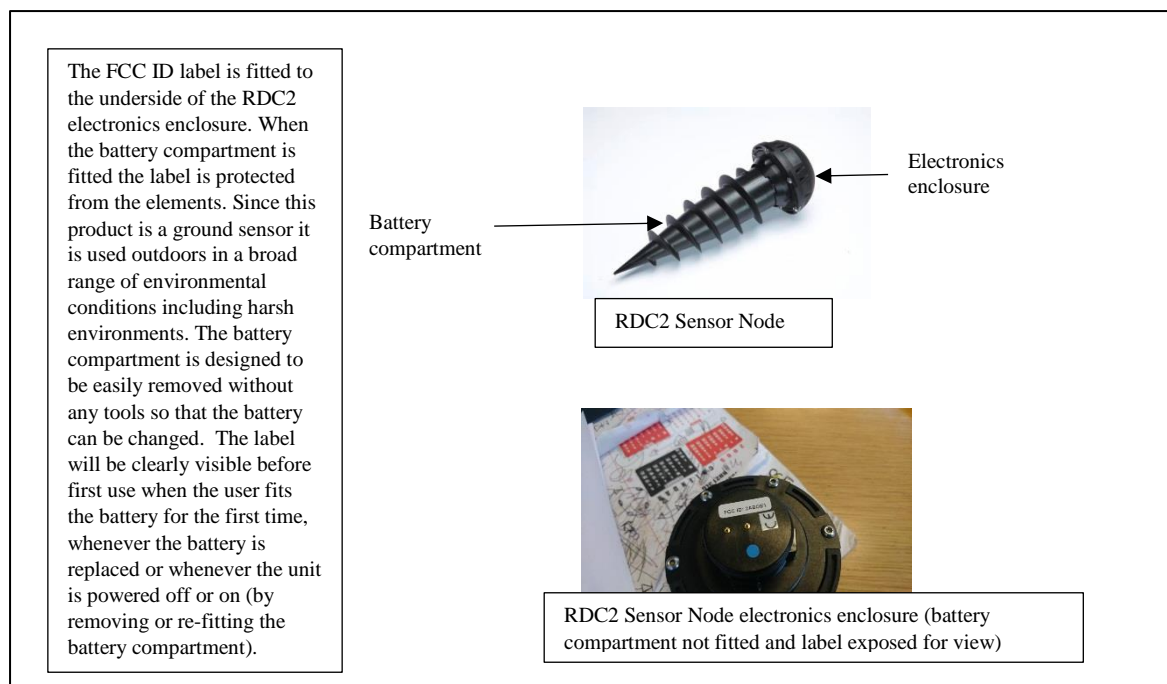 The FCC ID label is fitted to
the underside of the RDC2
electronics enclosure. When
the battery compartment is
fitted the label is protected
from the elements. Since this
product is a ground sensor it
is used outdoors in a broad
range of environmental
conditions including harsh
environments. The battery
compartment is designed to
be easily removed without
any tools so that the battery
can be changed.  The label
will be clearly visible before
first use when the user fits
the battery for the first time,
whenever the battery is
replaced or whenever the unit
is powered off or on (by
removing or re-fitting the
battery compartment).
Electronics
enclosure
Battery
compartment
RDC2 Sensor Node
FCC ID:
CE
RDC2 Sensor Node electronics enclosure (battery
compartment not fitted and label exposed for view)